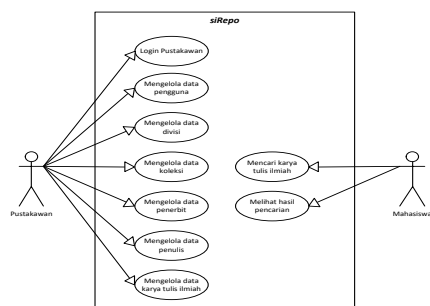 siRepo
Login Pustakawan
Mengelola data
pengguna
Mengelola data
divisi
Mengelola data
koleksi
Mengelola data
penerbit
Mengelola data
penulis
Mengelola data
karya tulis ilmiah
Mencari karya
tulis ilmiah
Melihat hasil
pencarian
Pustakawan
Mahasiswa